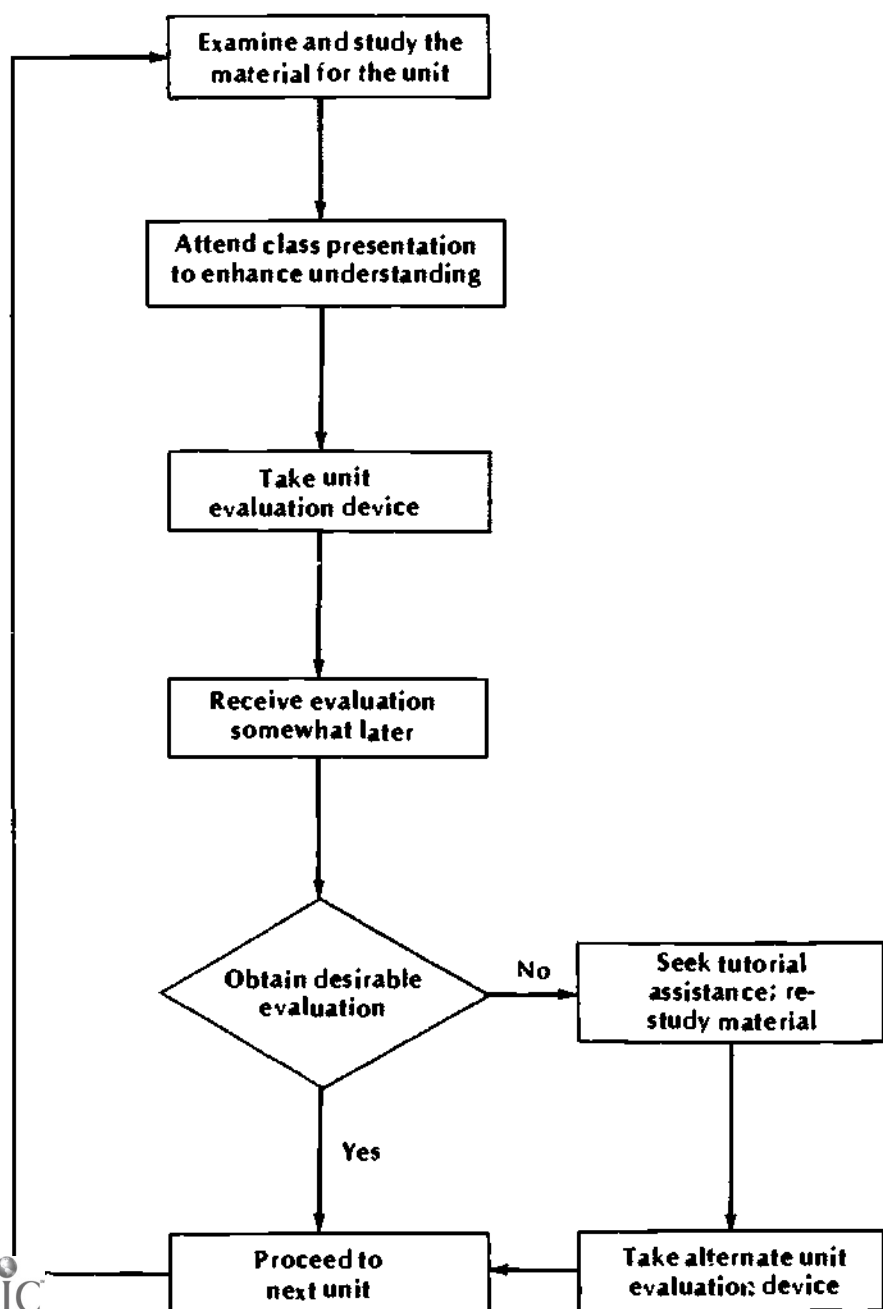 Examine and study the
material for the unit
Attend class presentation
to enhance understanding
Take unit
evaluation device
Receive evaluation
somewhat later
Obtain desirable
evaluation
No
Seek tutorial
assistance; re-
study material
Yes
Proceed to
next unit
Take alternate unit
evaluation device
IC